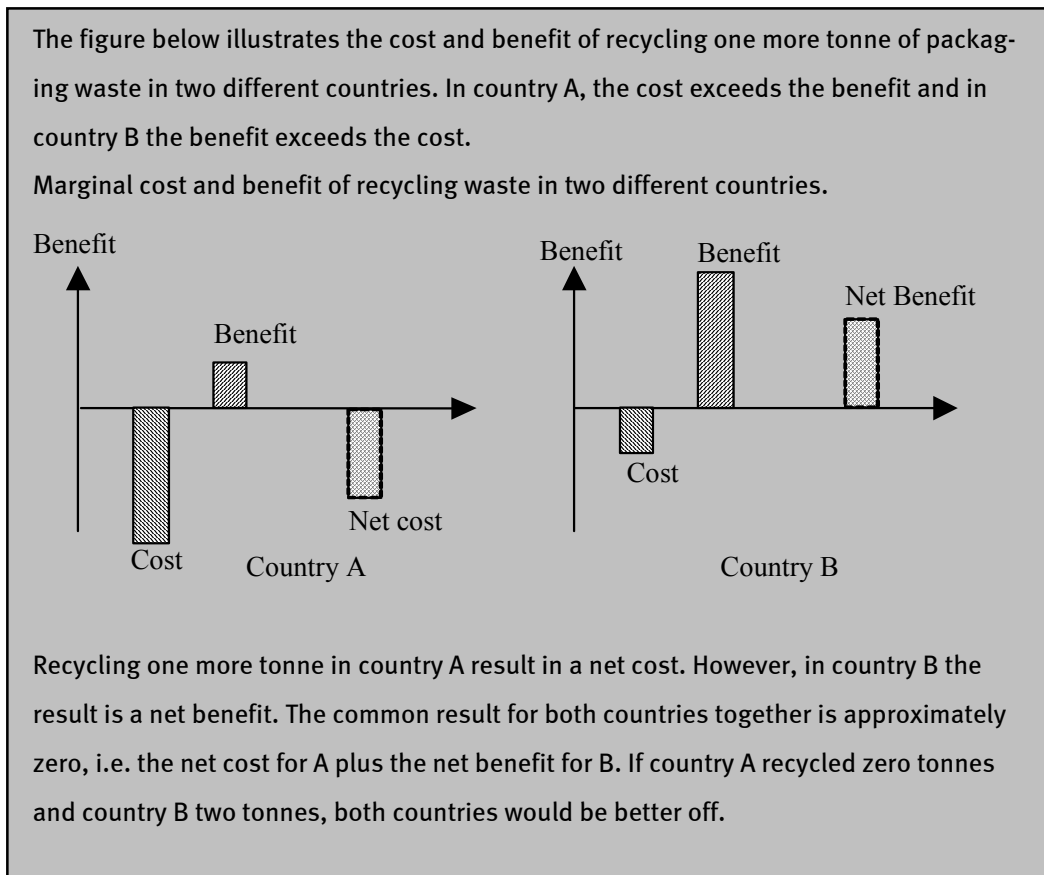 The figure below illustrates the cost and benefit of recycling one more tonne of packag-
ing waste in two different countries. In country A, the cost exceeds the benefit and in
country B the benefit exceeds the cost.
Marginal cost and benefit of recycling waste in two different countries.
Benefit
Benefit
Cost
Net cost
Country A
Benefit
Benefit
Net Benefit
Cost
Country B
Recycling one more tonne in country A result in a net cost. However, in country B the
result is a net benefit. The common result for both countries together is approximately
zero, i.e. the net cost for A plus the net benefit for B. If country A recycled zero tonnes
and country B two tonnes, both countries would be better off.